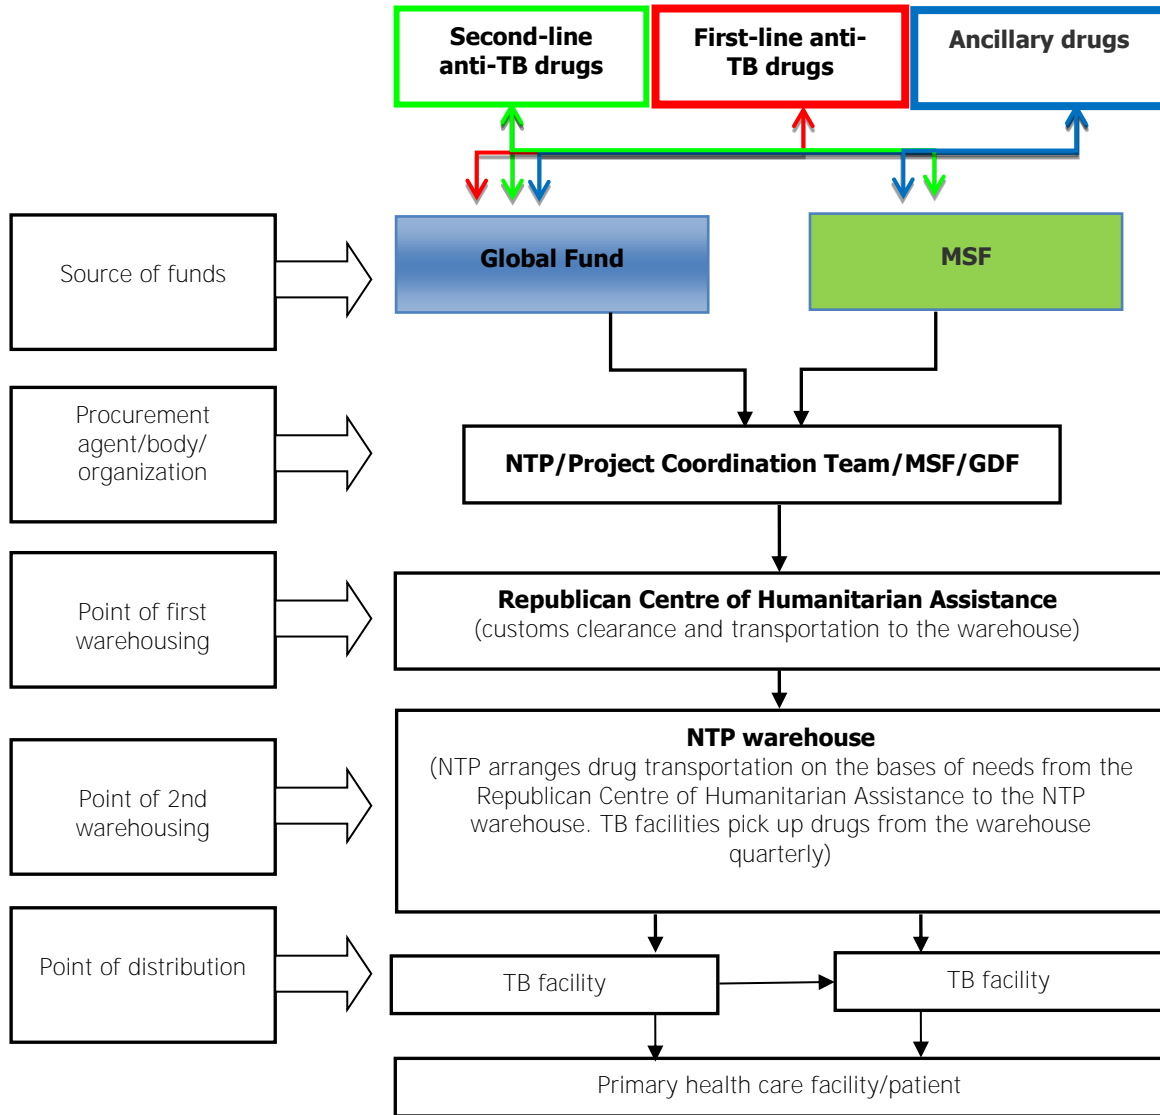 Second-line
anti-TB drugs
First-line anti-
TB drugs
Ancillary drugs
Source of funds
Global Fund
MSF
Procurement
agent/body/
organization
NTP/Project Coordination Team/MSF/GDF
Point of first
warehousing
Republican Centre of Humanitarian Assistance
(customs clearance and transportation to the warehouse)
Point of 2nd
warehousing
NTP warehouse
(NTP arranges drug transportation on the bases of needs from the
Republican Centre of Humanitarian Assistance to the NTP
warehouse. TB facilities pick up drugs from the warehouse
quarterly)
Point of distribution
TB facility
TB facility
Primary health care facility/patient